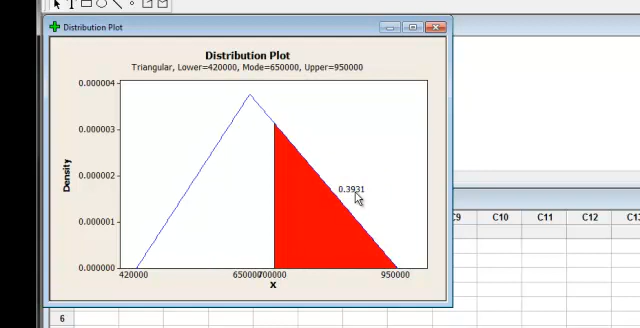 Distribution Plot
Distribution Plot
Triangular, Lower=420000, Mode=650000, Upper=950000
0.000004
0.000003
0.000002
0.000001
0.000000
Density
0.3931
420000
650000
700000
950000
X
C9
C10
C11
C12
C13
6